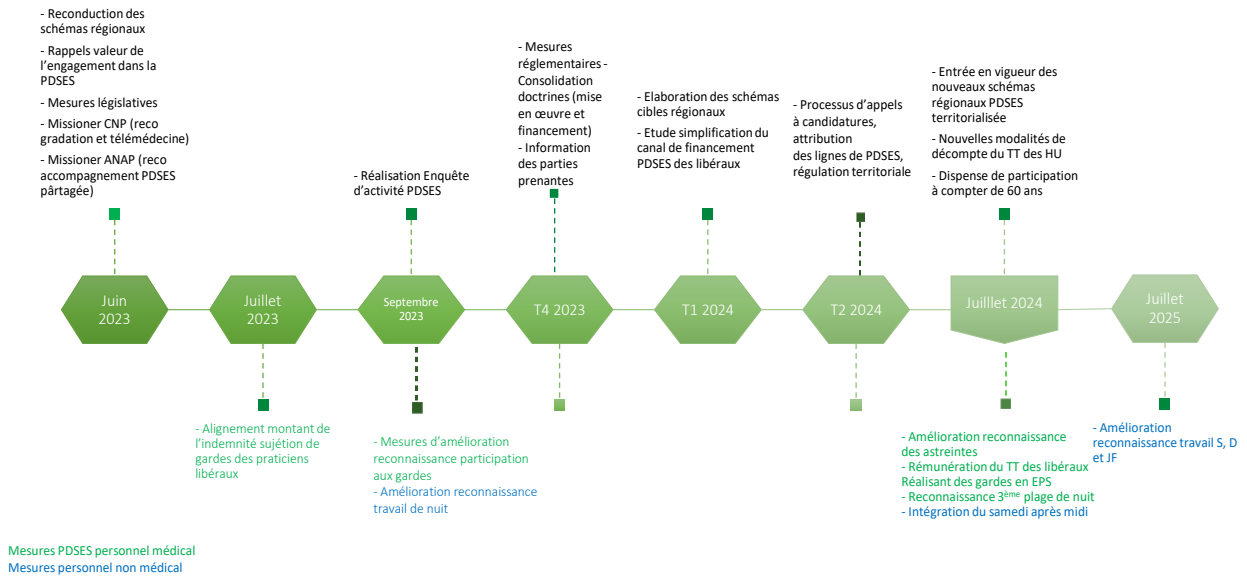 - Reconduction des
schémas régionaux
- Rappels valeur de
l'engagement dans la
PDSES
- Mesures législatives
- Missioner CNP (reco
gradation et télémédecine)
- Missioner ANAP (reco
accompagnement PDSES
pârtagée)
- Réalisation Enquête
d'activité PDSES
- Mesures
réglementaires -
Consolidation
doctrines (mise
en œuvre et
financement)
- Information
des parties
prenantes
- Elaboration des schémas
cibles régionaux
- Etude simplification du
canal de financement
PDSES des libéraux
- Processus d'appels
à candidatures,
attribution
des lignes de PDSES,
régulation territoriale
- Entrée en vigueur des
nouveaux schémas
régionaux PDSES
territorialisée
- Nouvelles modalités de
décompte du TT des HU
- Dispense de participation
à compter de 60 ans
Juin
2023
Juillet
2023
Septembre
2023
T4 2023
T1 2024
T2 2024
Juilllet 2024
Juillet
2025
- Alignement montant de
l'indemnité sujétion de
gardes des praticiens
libéraux
- Mesures d'amélioration
reconnaissance participation
aux gardes
- Amélioration reconnaissance
travail de nuit
- Amélioration reconnaissance
des astreintes
- Rémunération du TT des libéraux
Réalisant des gardes en EPS
- Reconnaissance 3ème plage de nuit
- Intégration du samedi après midi
- Amélioration
reconnaissance travail S, D
et JF
Mesures PDSES personnel médical
Mesures personnel non médical